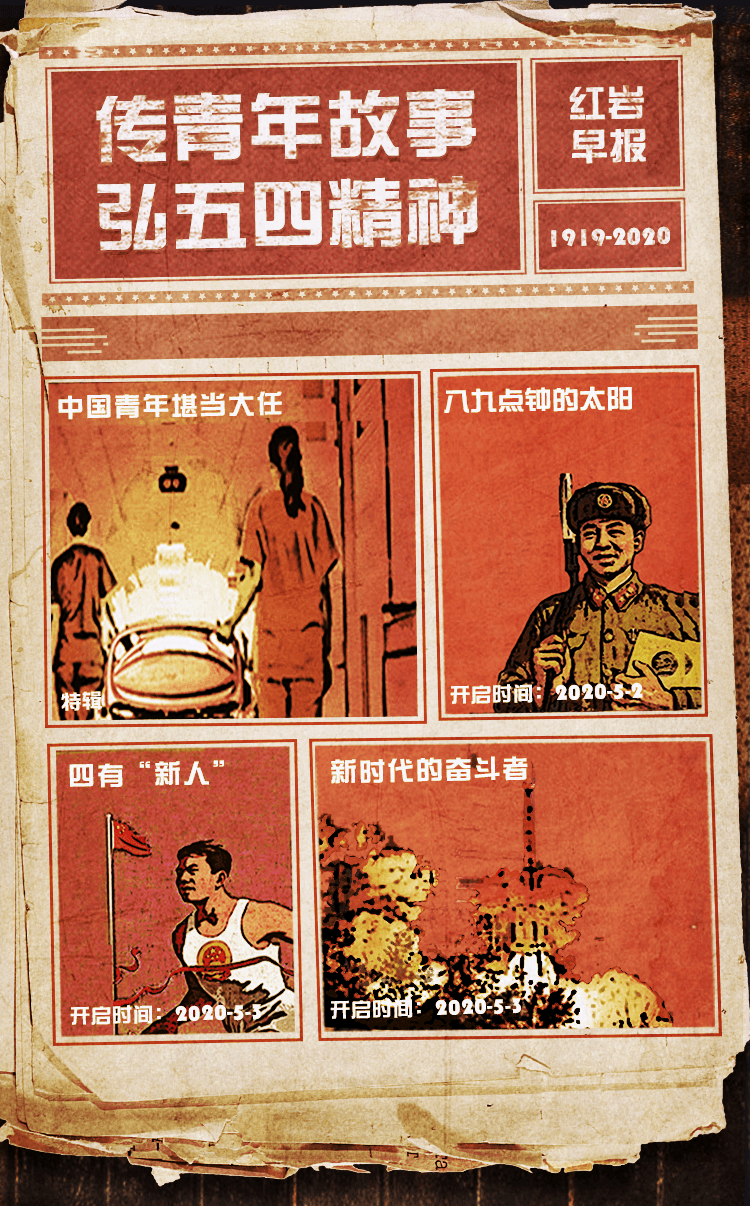 传青年故事
弘五四精神
红岩
早报
1919-2020
中国青年堪当大任
特辑
八九点钟的太阳
开启时间：2020-5-2
四有“新人”
开启时间：2020-5-3
新时代的奋斗者
开启时间：2020-5-3